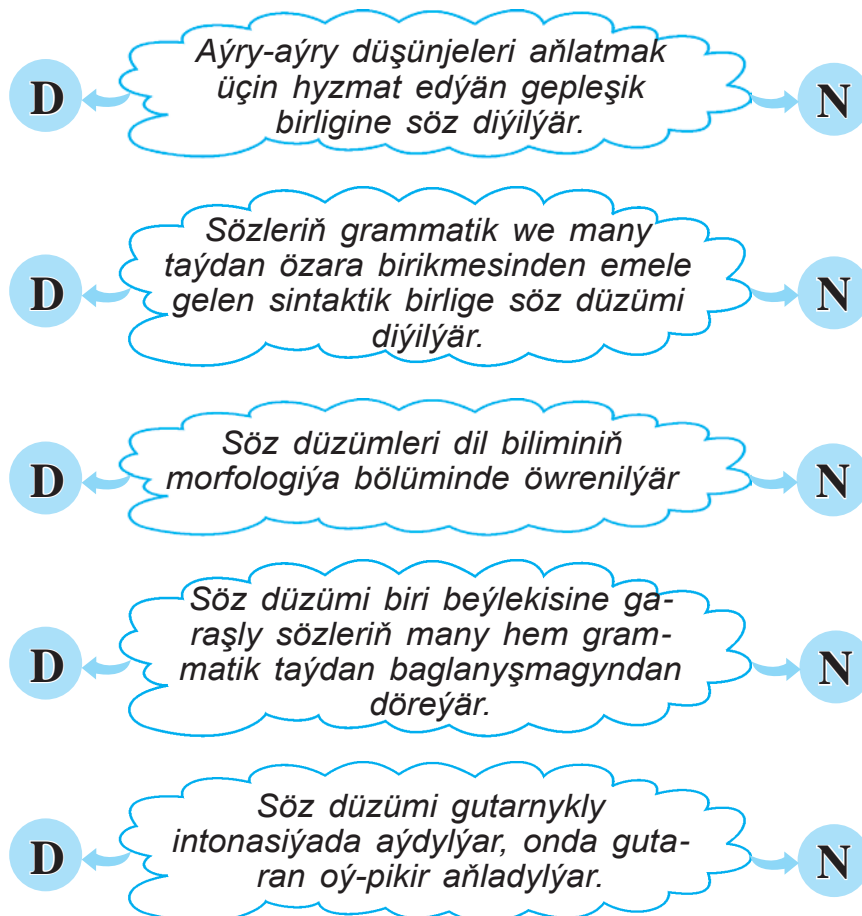 Aýry-aýry düşünjeleri aňlatmak
D üçin hyzmat edýän gepleşik N
birligine söz diýilýär.
Sözleriň grammatik we many
taýdan özara birikmesinden emele
D gelen sintaktik birlige söz düzümi N
diýilýär.
Söz düzümleri dil biliminiň
D morfologiýa bölüminde öwrenilýär N
Söz düzümi biri beýlekisine ga-
raşly sözleriň many hem gram-
D matik taýdan baglanyşmagyndan N
döreýär.
Söz düzümi gutarnykly
D intonasiýada aýdylýar, onda guta- N
ran oý-pikir aňladylýar.